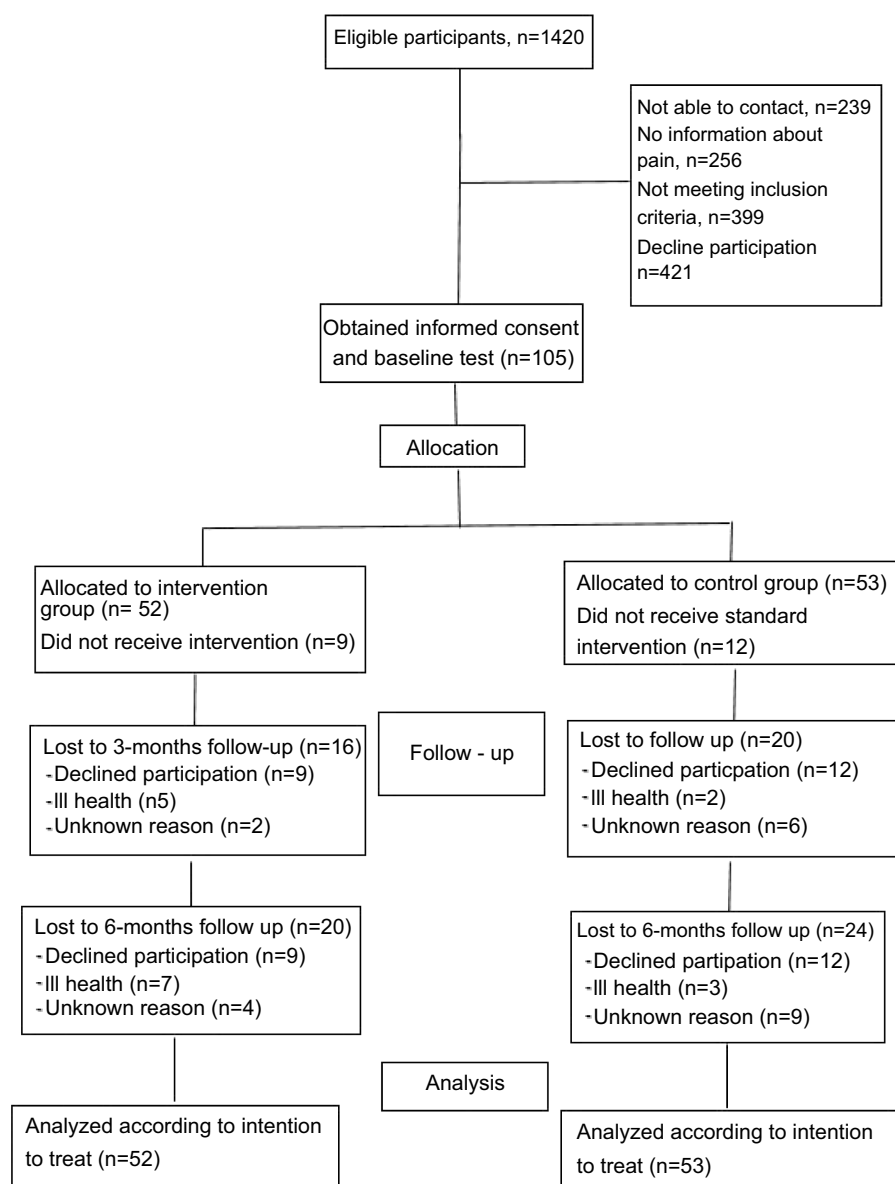 Eligible participants, n=1420
Not able to contact, n=239
No information about
pain, n=256
Not meeting inclusion
criteria, n=399
Decline participation
n=421
Obtained informed consent
and baseline test (n=105)
Allocation
Allocated to intervention
group (n= 52)
Did not receive intervention (n=9)
Allocated to control group (n=53)
Did not receive standard
intervention (n=12)
Lost to 3-months follow-up (n=16)
-Declined participation (n=9)
-Ill health (n5)
-Unknown reason (n=2)
Follow - up
Lost to follow up (n=20)
-Declined particpation (n=12)
-Ill health (n=2)
-Unknown reason (n=6)
Lost to 6-months follow up (n=20)
-Declined participation (n=9)
-Ill health (n=7)
-Unknown reason (n=4)
Lost to 6-months follow up (n=24)
-Declined partipation (n=12)
-Ill health (n=3)
-Unknown reason (n=9)
Analysis
Analyzed according to intention
to treat (n=52)
Analyzed according to intention
to treat (n=53)